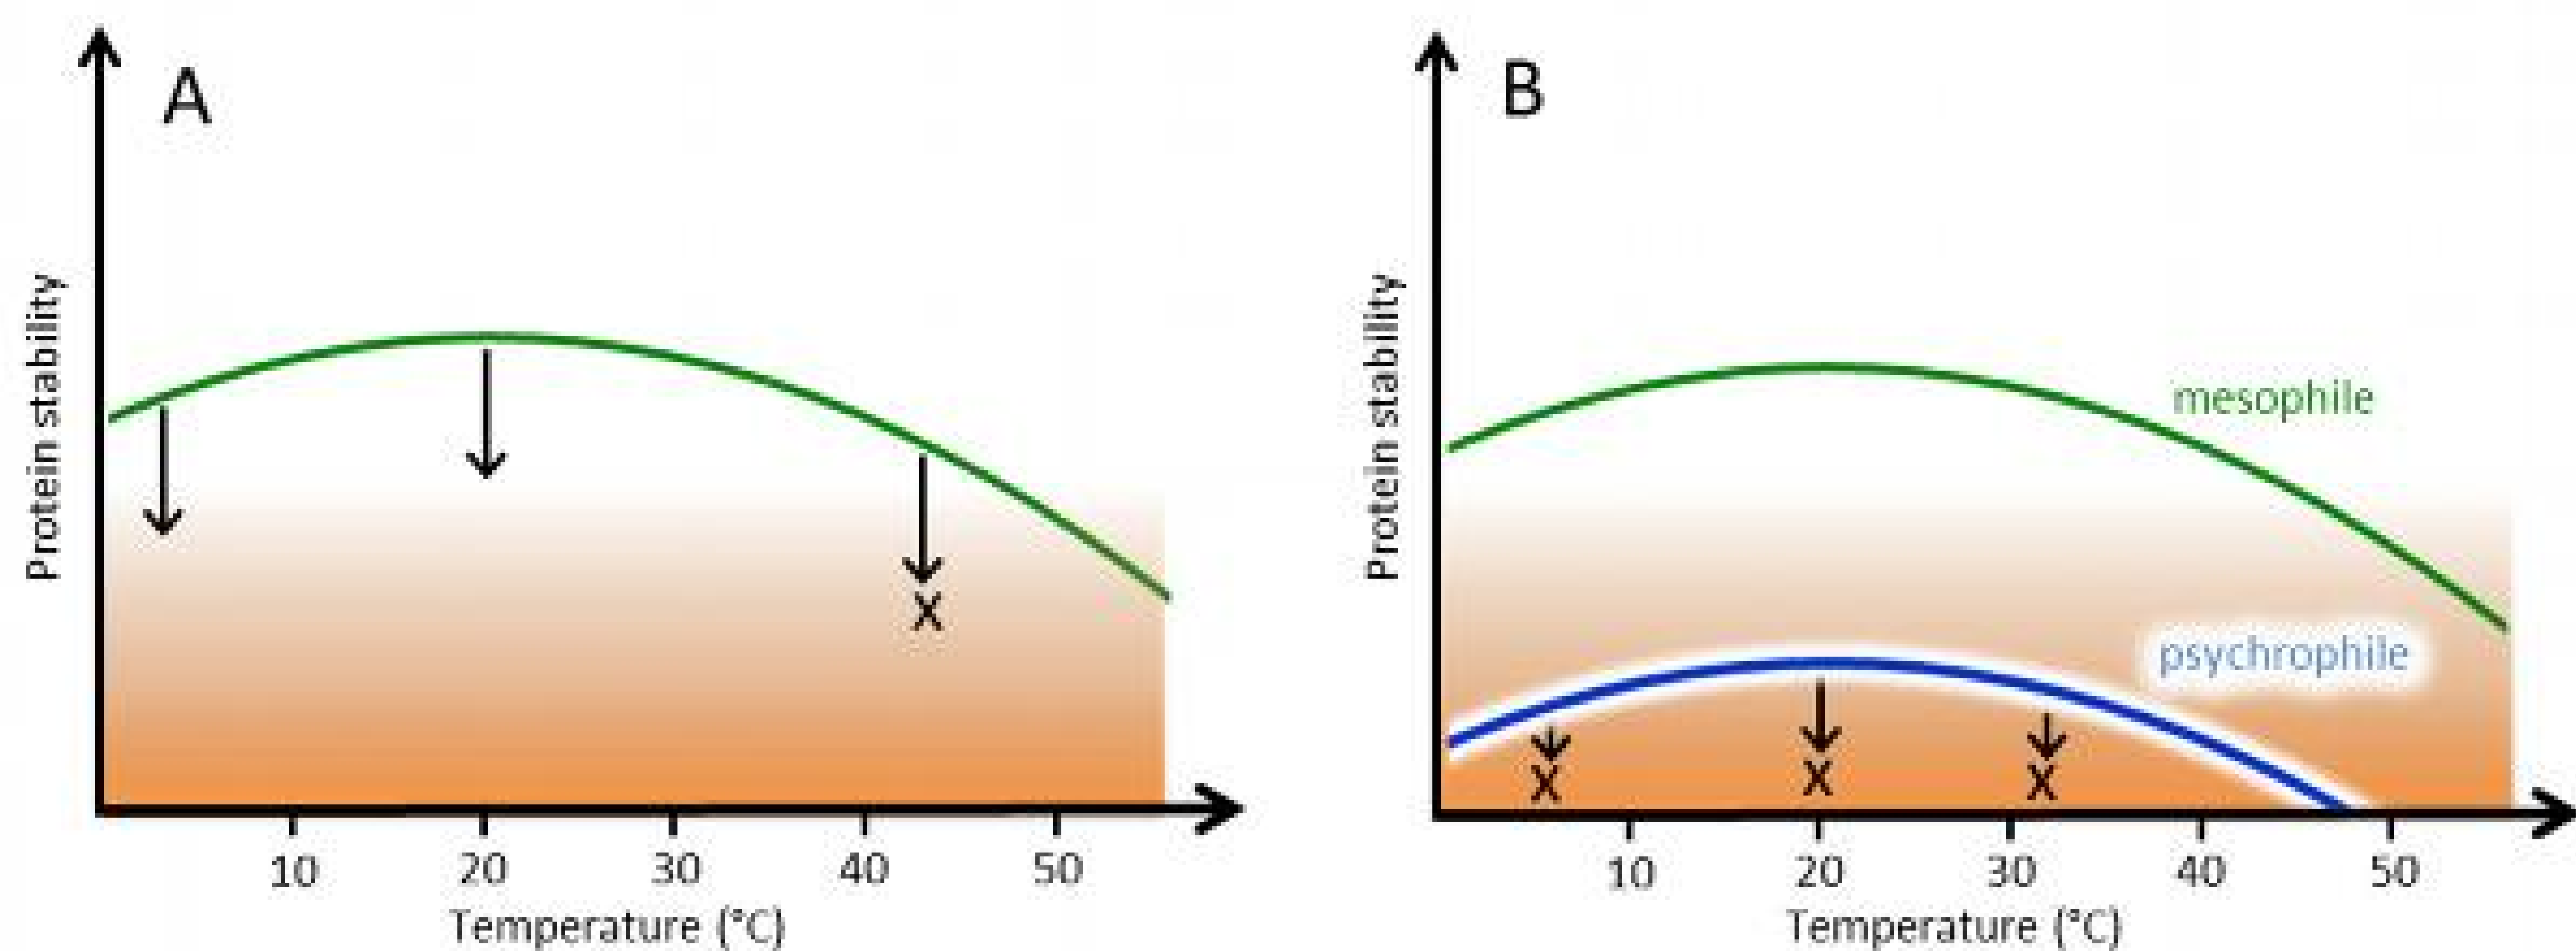 A
Protein stability
X
10 20 30 40 50
Temperature (°C)
B
Protein stability
mesophile
psychrophile
X X X
10 20 30 40 50
Temperature (°C)